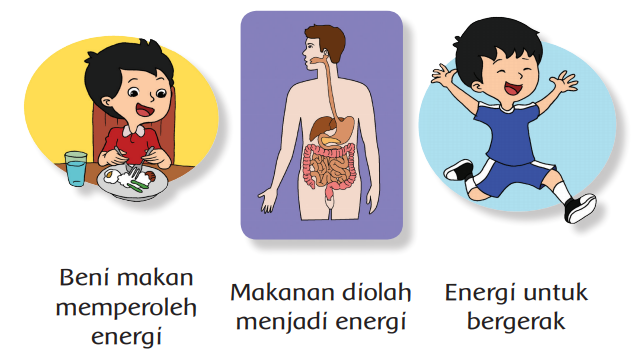 Beni makan
memperoleh
energi
Makanan diolah
menjadi energi
Energi untuk
bergerak